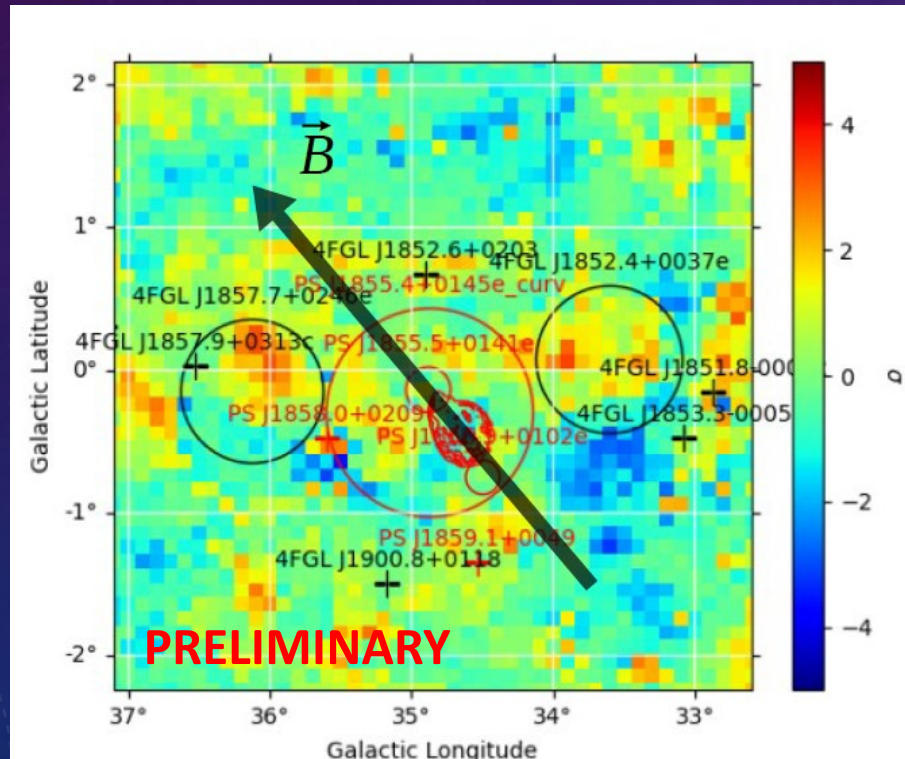 2°
B
1°
4FGL J1852.6+0203
4FGL J1852.4+0037e
PS J1855.4+0145e_curv
4FGL J1857.7+0246e
4FGL J1857.9+0313c
PS J1855.5+0141e
0°
4FGL J1851.8-000
PS J1858.0+0209
4FGL J1853.3-0005
-1°
PS J1859.1+0049
4FGL J1900.8+0118
-2°
PRELIMINARY
37°
36°
35°
34°
33°
Galactic Longitude
Galactic Latitude
4
2
0
−2
−4
σ